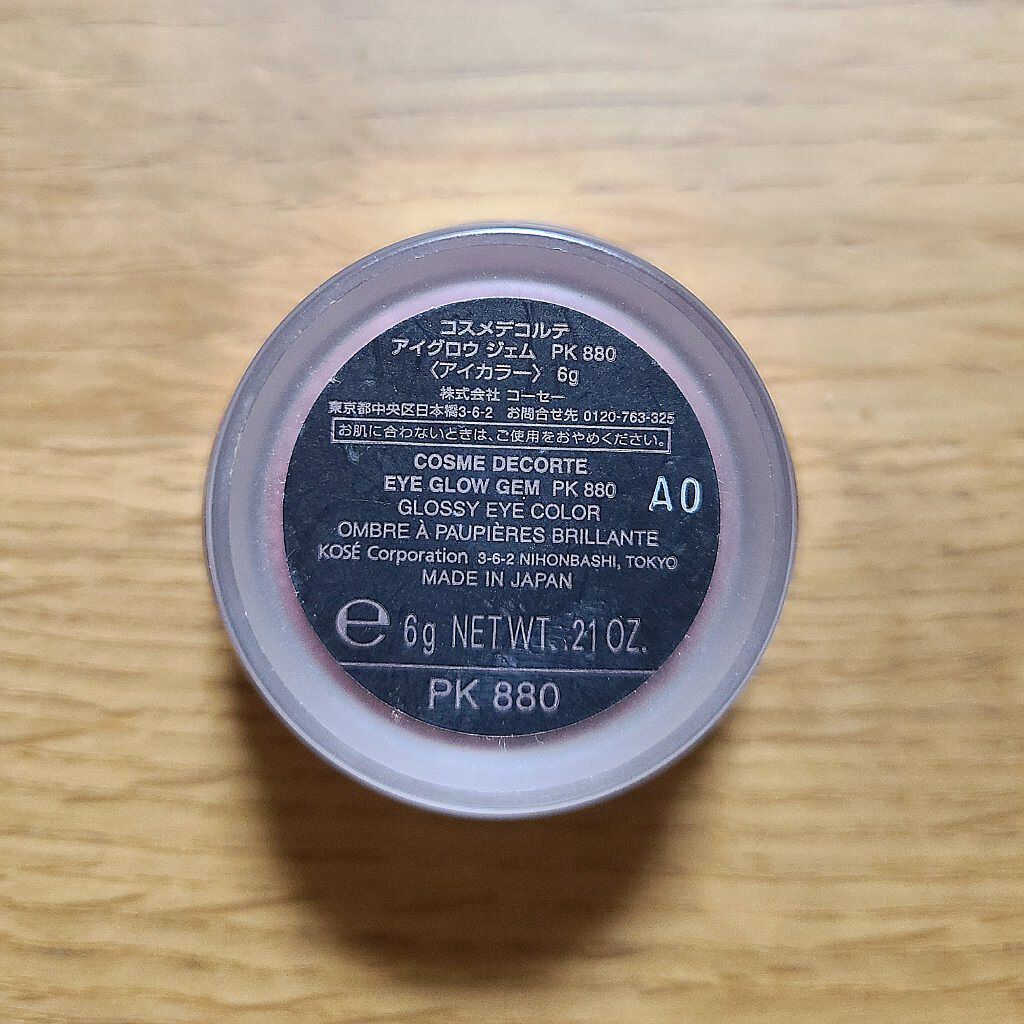 コスメデコルテ
アイグロウ ジェム PK 880
〈アイカラー〉 6g
株式会社 コーセー
東京都中央区日本橋3-6-2 お問合せ先 0120-763-325
お肌に合わないときは、ご使用をおやめください。
COSME DECORTE
EYE GLOW GEM PK 880
A0
GLOSSY EYE COLOR
OMBRE À PAUPIÈRES BRILLANTE
KOSÉ Corporation 3-6-2 NIHONBASHI, TOKYO
MADE IN JAPAN
e 6g NET WT. .21 OZ.
PK 880